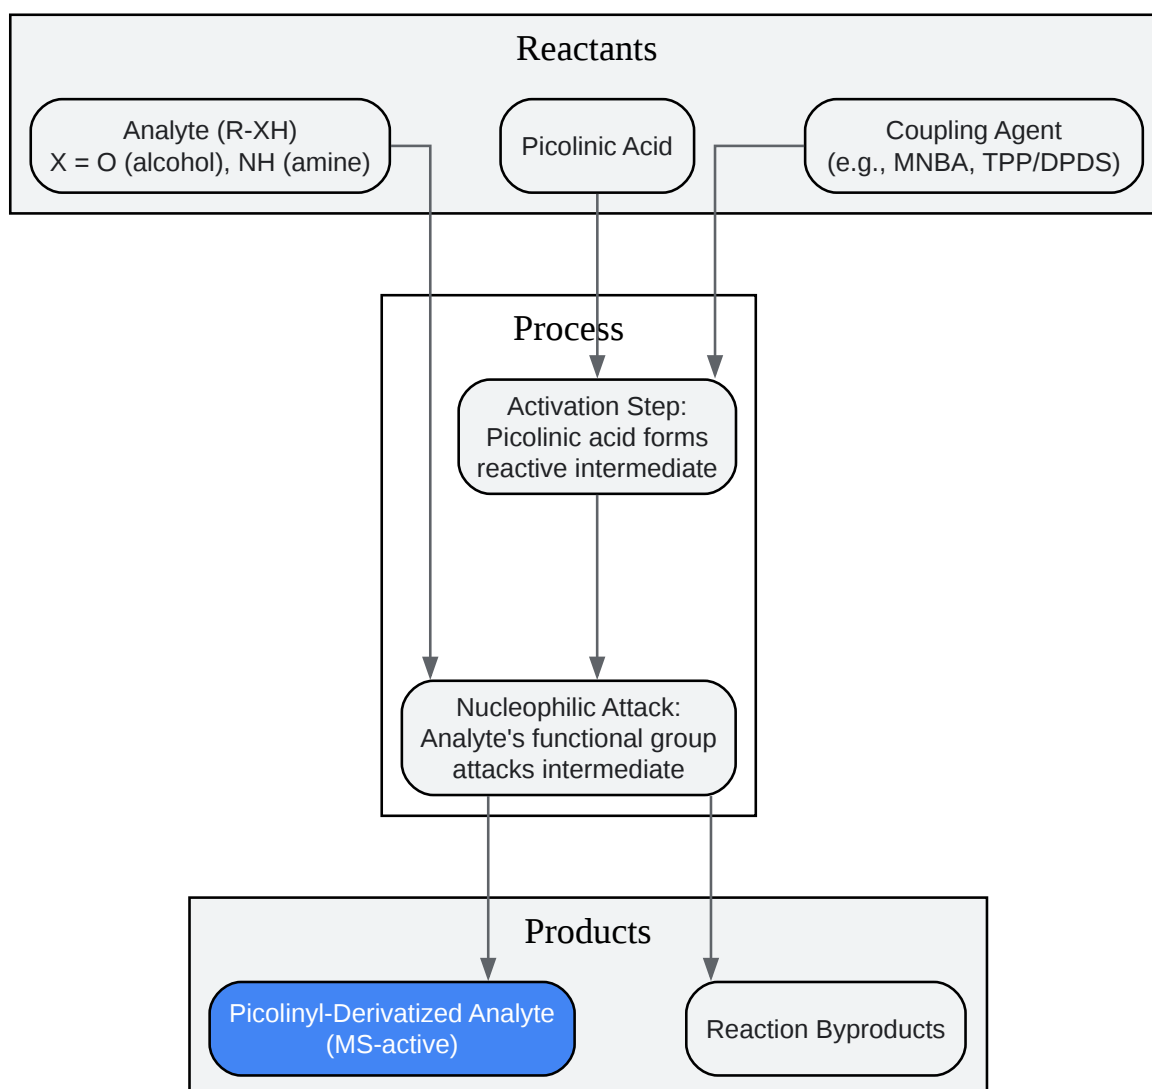 Reactants
Analyte (R-XH)
X = O (alcohol), NH (amine)
Picolinic Acid
Coupling Agent
(e.g., MNBA, TPP/DPDS)
Process
Activation Step:
Picolinic acid forms
reactive intermediate
Nucleophilic Attack:
Analyte's functional group
attacks intermediate
Products
Picolinyl-Derivatized Analyte
(MS-active)
Reaction Byproducts